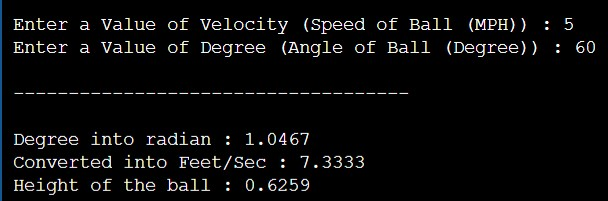 Enter a Value of Velocity (Speed of Ball (MPH)) : 5
Enter a Value of Degree (Angle of Ball (Degree)) : 60
------------------------------------
Degree into radian : 1.0467
Converted into Feet/Sec : 7.3333
Height of the ball : 0.6259